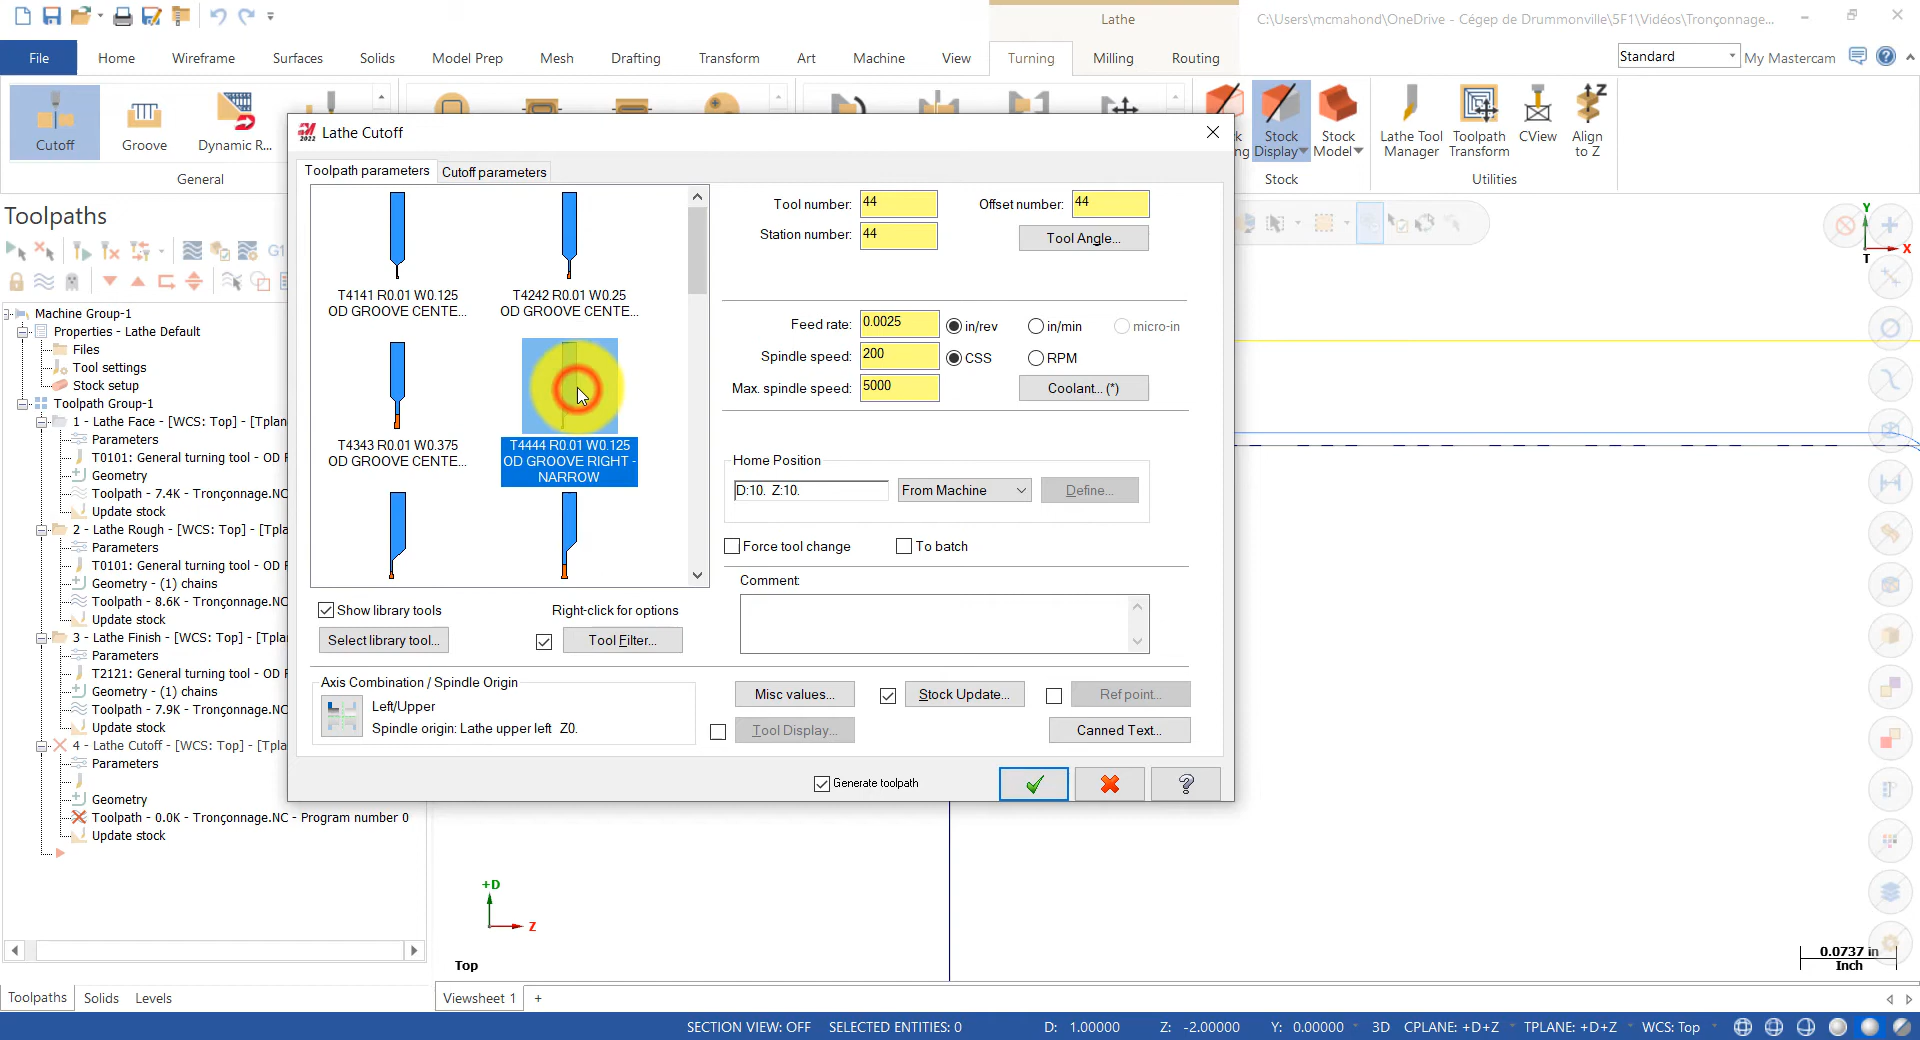 Lathe
C:\Users\mcmahond\OneDrive - Cégep de Drummonville\5F1\Vidéos\Tronçonnage...
File
Home
Wireframe
Surfaces
Solids
Model Prep
Mesh
Drafting
Transform
Art
Machine
View
Turning
Milling
Routing
Standard
My Mastercam
Cutoff
Groove
Dynamic R...
General
Stock
Display
Stock
Model
Stock
Lathe Tool
Manager
Toolpath
Transform
CView
Align
to Z
Utilities
Toolpaths
G1
Machine Group-1
Properties - Lathe Default
Files
Tool settings
Stock setup
Toolpath Group-1
1 - Lathe Face - [WCS: Top] - [Tplan
Parameters
T0101: General turning tool - OD F
Geometry
Toolpath - 7.4K - Tronçonnage.NC
Update stock
2 - Lathe Rough - [WCS: Top] - [Tpla
Parameters
T0101: General turning tool - OD F
Geometry - (1) chains
Toolpath - 8.6K - Tronçonnage.NC
Update stock
3 - Lathe Finish - [WCS: Top] - [Tpla
Parameters
T2121: General turning tool - OD F
Geometry - (1) chains
Toolpath - 7.9K - Tronçonnage.NC
Update stock
4 - Lathe Cutoff - [WCS: Top] - [Tpla
Parameters
Geometry
Toolpath - 0.0K - Tronçonnage.NC - Program number 0
Update stock
Toolpaths
Solids
Levels
Lathe Cutoff
Toolpath parameters
Cutoff parameters
T4141 R0.01 W0.125
OD GROOVE CENTE...
T4242 R0.01 W0.25
OD GROOVE CENTE...
T4343 R0.01 W0.375
OD GROOVE CENTE...
T4444 R0.01 W0.125
OD GROOVE RIGHT -
NARROW
Show library tools
Right-click for options
Select library tool...
Tool Filter...
Axis Combination / Spindle Origin
Left/Upper
Spindle origin: Lathe upper left Z0.
Tool number: 44
Offset number: 44
Station number: 44
Tool Angle...
Feed rate: 0.0025
in/rev
in/min
micro-in
Spindle speed: 200
CSS
RPM
Max. spindle speed: 5000
Coolant... (*)
Home Position
D:10. Z:10.
From Machine
Define...
Force tool change
To batch
Comment:
Misc values...
Stock Update...
Ref point...
Tool Display...
Canned Text...
Generate toolpath
Y
X
T
+D
Z
Top
0.0737 in
Inch
Viewsheet 1
+
SECTION VIEW: OFF
SELECTED ENTITIES: 0
D: 1.00000
Z: -2.00000
Y: 0.00000
3D
CPLANE: +D+Z
TPLANE: +D+Z
WCS: Top